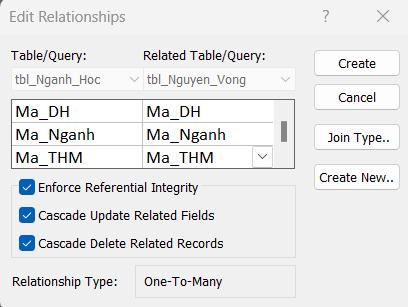 Edit Relationships ? ×
Table/Query: Related Table/Query: Create
tbl_Nganh_Hoc tbl_Nguyen_Vong
Cancel
Ma_DH Ma_DH
Ma_Nganh Ma_Nganh
Join Type..
Ma_THM Ma_THM
Create New..
Enforce Referential Integrity
Cascade Update Related Fields
Cascade Delete Related Records
Relationship Type: One-To-Many